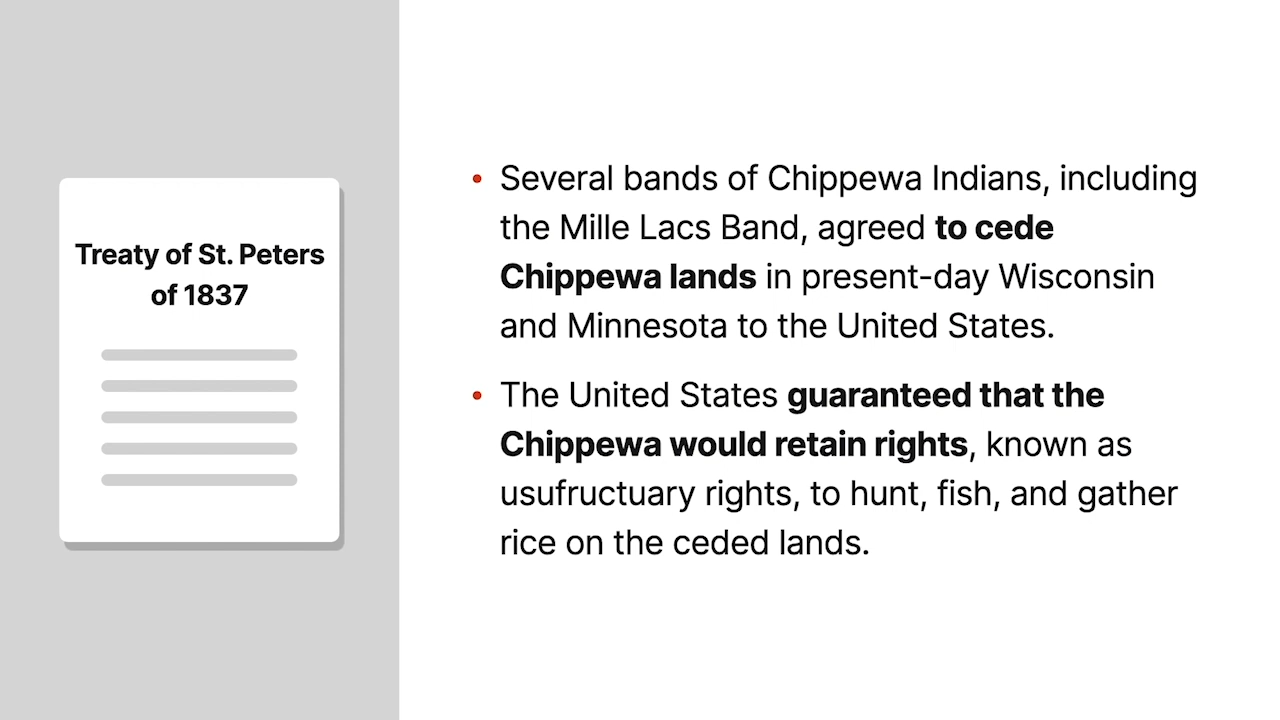 Treaty of St. Peters
of 1837
• Several bands of Chippewa Indians, including
the Mille Lacs Band, agreed to cede
Chippewa lands in present-day Wisconsin
and Minnesota to the United States.
• The United States guaranteed that the
Chippewa would retain rights, known as
usufructuary rights, to hunt, fish, and gather
rice on the ceded lands.